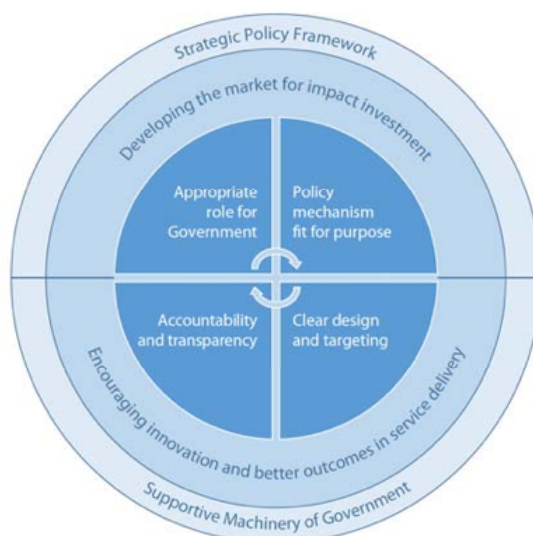 Strategic Policy Framework
Developing the market for impact investment
Appropriate
role for
Government
Policy
mechanism
fit for purpose
Accountability
and transparency
Clear design
and targeting
Encouraging innovation and better outcomes in service delivery
Supportive Machinery of Government